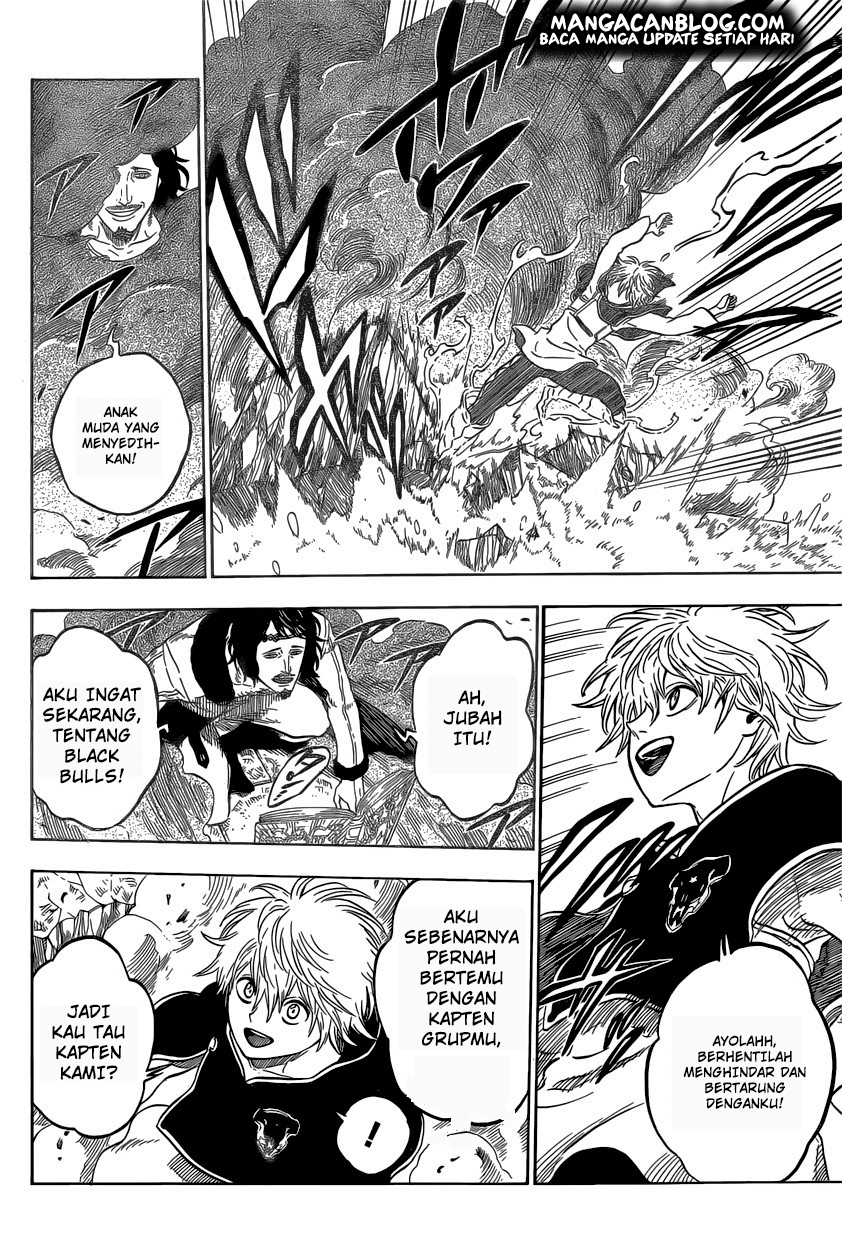 MANGACANBLOG.COM
BACA MANGA UPDATE SETIAP HARI
ANAK
MUDA YANG
MENYEDIH-
KAN!
AYOLAHH,
BERHENTILAH
MENGHINDAR DAN
BERTARUNG
DENGANKU!
AH,
JUBAH
ITU!
AKU INGAT
SEKARANG,
TENTANG
BLACK
BULLS!
AKU
SEBENARNYA
PERNAH
BERTEMU
DENGAN
KAPTEN
GRUPMU,
!
JADI
KAU TAU
KAPTEN
KAMI?